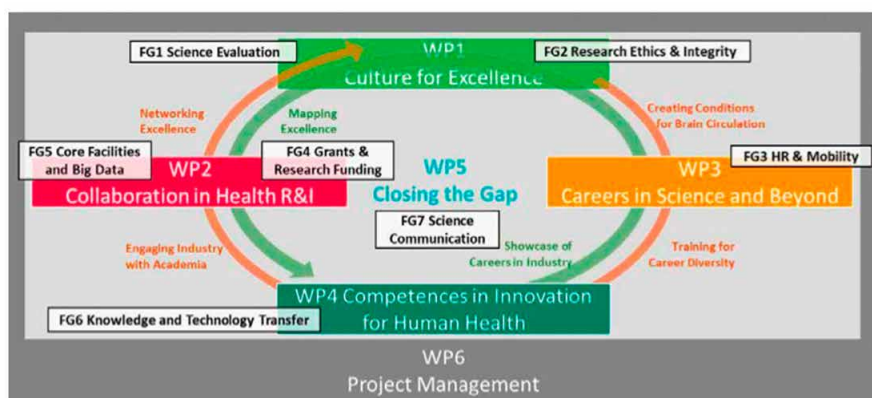 FG1 Science Evaluation
WP1
Culture for Excellence
FG2 Research Ethics & Integrity
Networking
Excellence
Mapping
Excellence
Creating Conditions
for Brain Circulation
FG5 Core Facilities
and Big Data
WP2
Collaboration in Health R&I
FG4 Grants &
Research Funding
WP5
Closing the Gap
FG7 Science
Communication
WP3
FG3 HR & Mobility
Careers in Science and Beyond
Engaging Industry
with Academia
Showcase of
Careers in Industry
Training for
Career Diversity
WP4 Competences in Innovation
for Human Health
FG6 Knowledge and Technology Transfer
WP6
Project Management